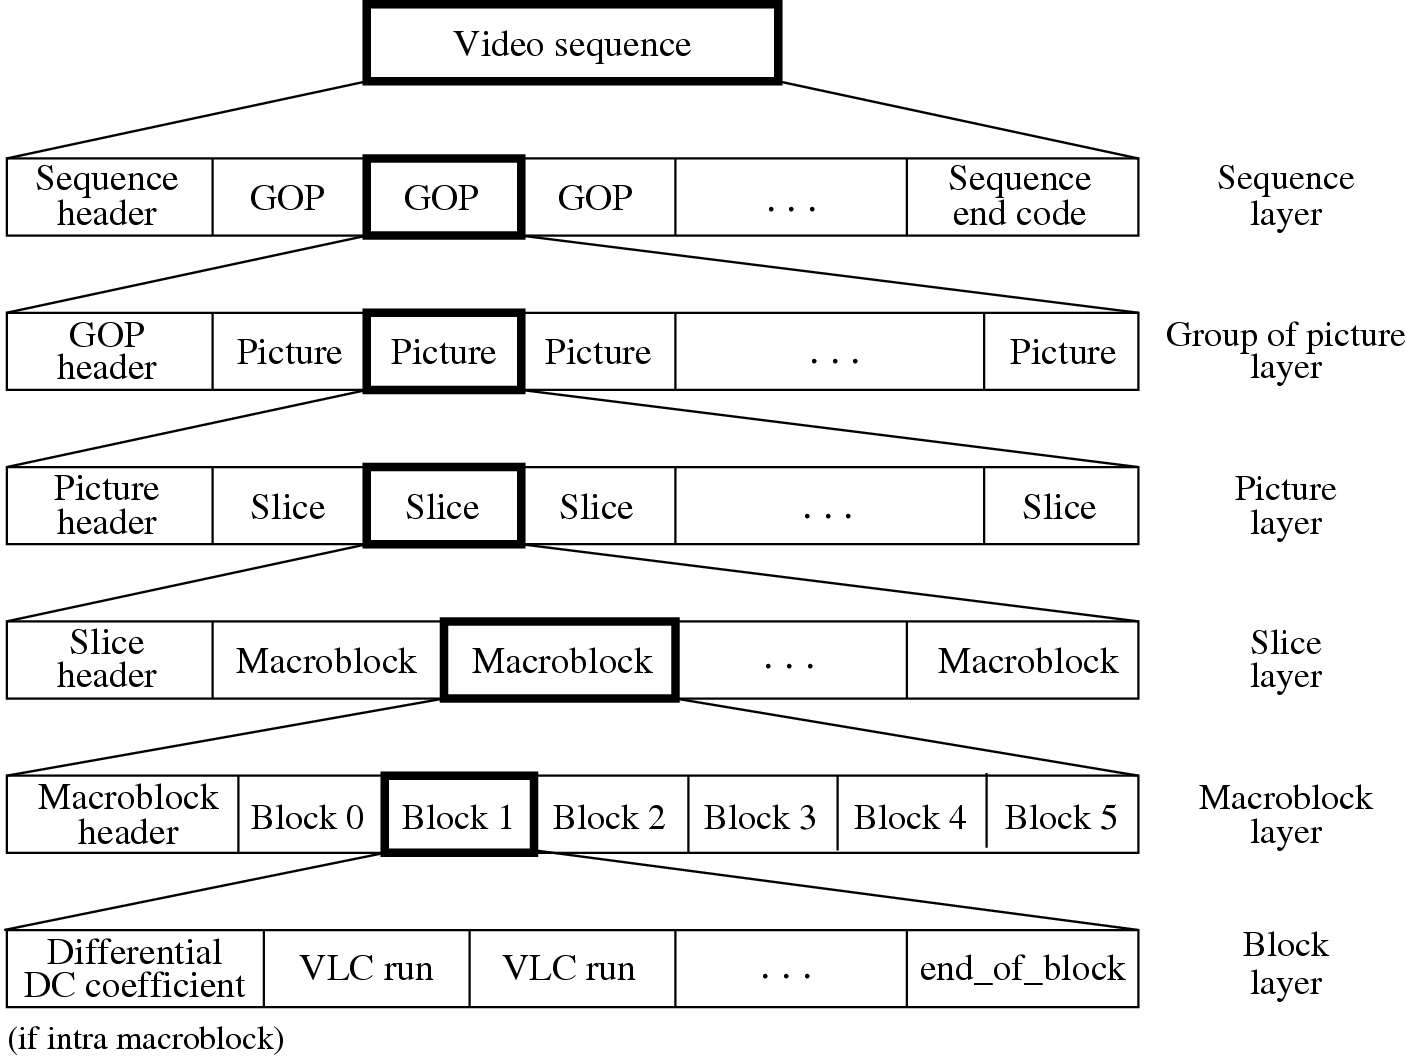 Video sequence
Sequence
header
GOP
GOP
GOP
. . .
Sequence
end code
Sequence
layer
GOP
header
Picture
Picture
Picture
. . .
Picture
Group of picture
layer
Picture
header
Slice
Slice
Slice
. . .
Slice
Picture
layer
Slice
header
Macroblock
Macroblock
. . .
Macroblock
Slice
layer
Macroblock
header
Block 0
Block 1
Block 2
Block 3
Block 4
Block 5
Macroblock
layer
Differential
DC coefficient
VLC run
VLC run
. . .
end_of_block
Block
layer
(if intra macroblock)